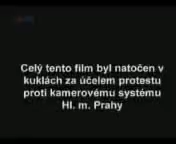 Celý tento film byl natočen v
kuklách za účelem protestu
proti kamerovému systému
Hl. m. Prahy